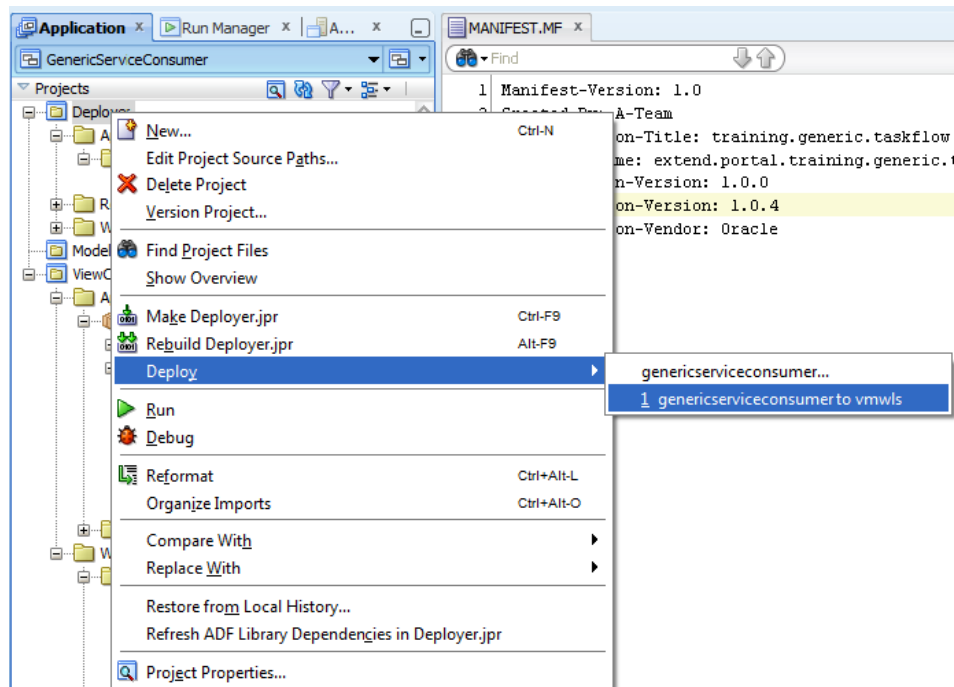 Application x Run Manager x A... x
MANIFEST.MF x
GenericServiceConsumer
Find
Projects
1 Manifest-Version: 1.0
A-Team
on-Title: training.generic.taskflow
me: extend.portal.training.generic.
n-Version: 1.0.0
on-Version: 1.0.4
on-Vendor: Oracle
A
R
W
Model
ViewC
A
W
New... Ctrl-N
Edit Project Source Paths...
Delete Project
Version Project...
Find Project Files
Show Overview
Make Deployer.jpr Ctrl-F9
Rebuild Deployer.jpr Alt-F9
Deploy
genericserviceconsumer...
1 genericserviceconsumer to vmwls
Run
Debug
Reformat Ctrl+Alt-L
Organize Imports Ctrl+Alt-O
Compare With
Replace With
Restore from Local History...
Refresh ADF Library Dependencies in Deployer.jpr
Project Properties...